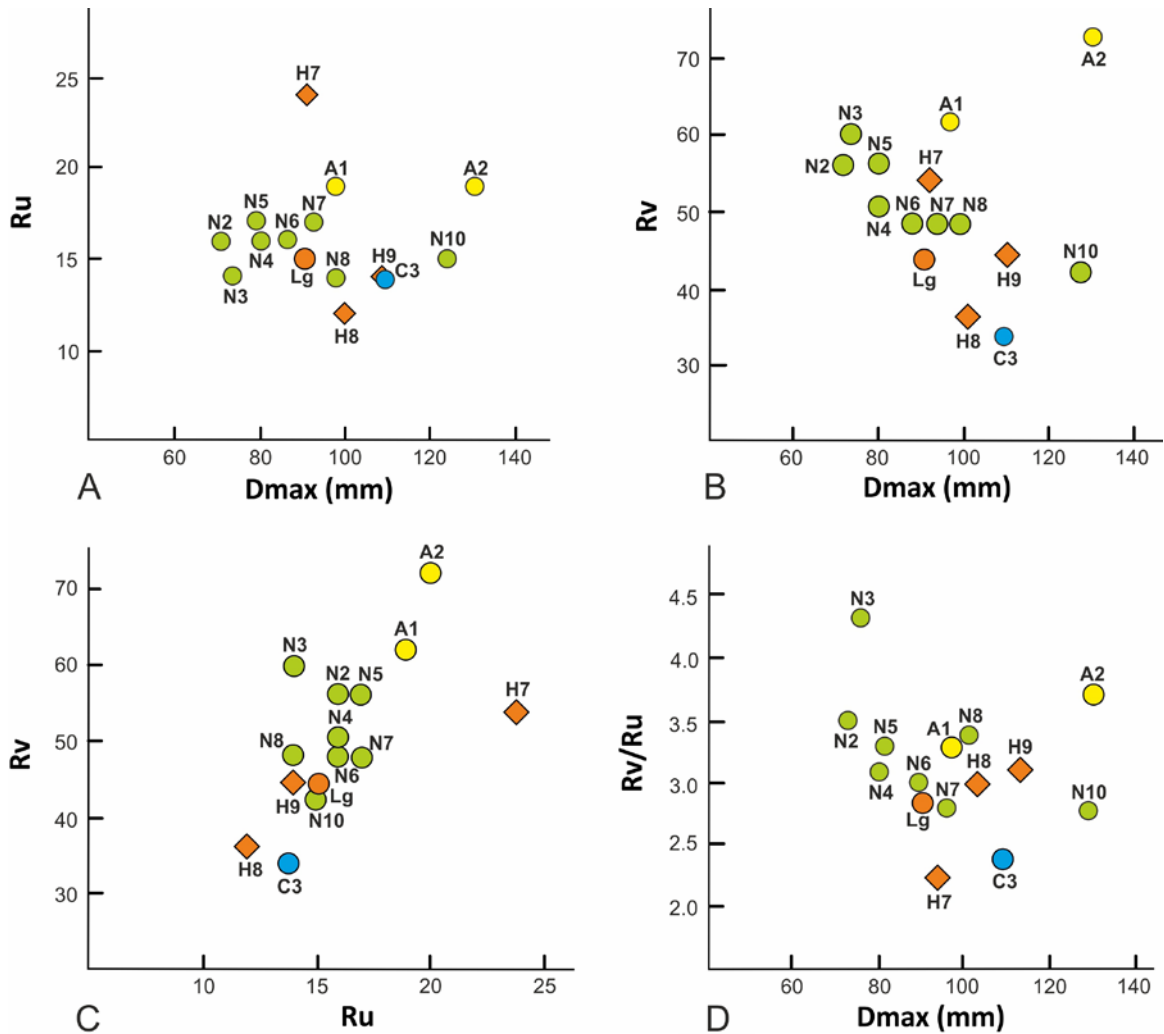 Ru
25
20
15
10
H7
A1
A2
N5
N7
N2
N6
N4
Lg
N8
H9
C3
N10
N3
H8
60
80
100
120
140
A
Dmax (mm)
Rv
70
60
50
40
30
A2
A1
N3
N5
H7
N2
N6
N7
N8
N4
Lg
H9
N10
H8
C3
60
80
100
120
140
B
Dmax (mm)
Rv
70
60
50
40
30
A2
A1
N3
N2
N5
H7
N4
N8
N7
N6
H9
Lg
N10
H8
C3
10
15
20
25
C
Ru
Rv/Ru
4.5
4.0
3.5
3.0
2.5
2.0
N3
A2
N2
N5
A1
N8
H9
N4
N6
H8
N7
Lg
N10
C3
H7
60
80
100
120
140
D
Dmax (mm)